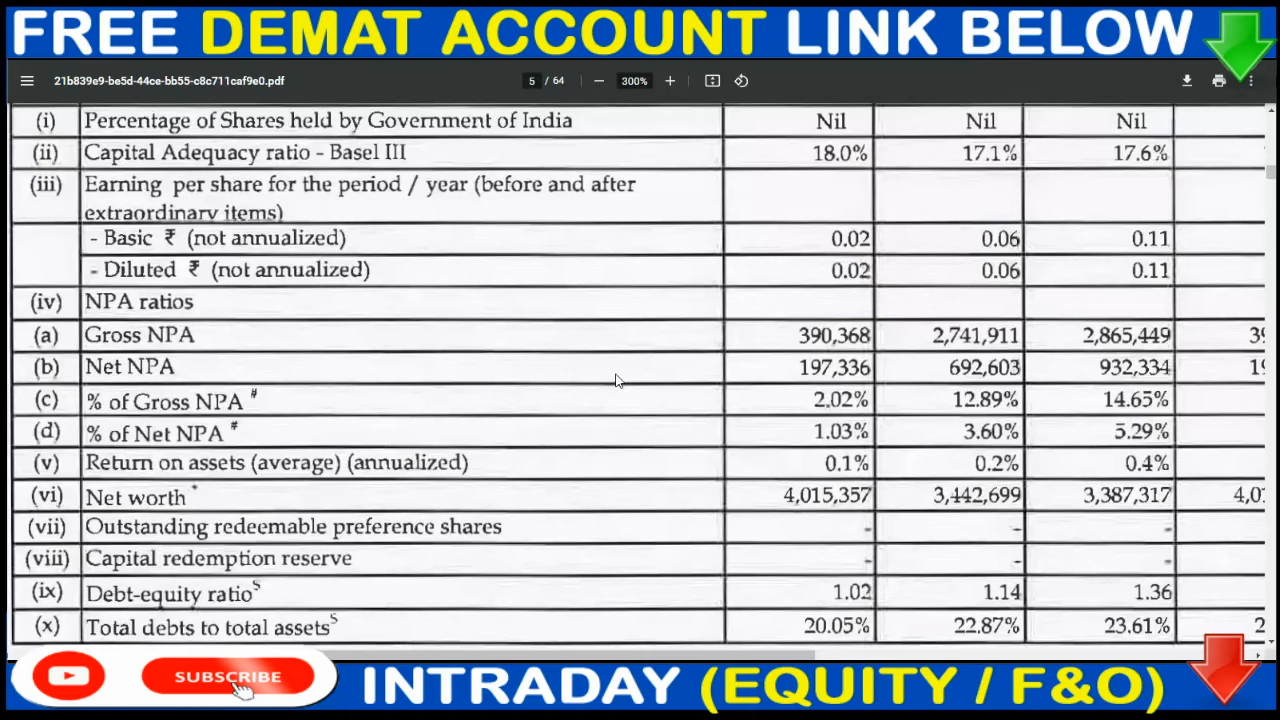 FREE DEMAT ACCOUNT LINK BELOW
21b839e9-be5d-44ce-bb55-c8c711caf9e0.pdf 5 / 64 300%
(i) Percentage of Shares held by Government of India Nil Nil Nil
(ii) Capital Adequacy ratio - Basel III 18.0% 17.1% 17.6%
(iii) Earning per share for the period / year (before and after
extraordinary items)
- Basic ₹ (not annualized) 0.02 0.06 0.11
- Diluted ₹ (not annualized) 0.02 0.06 0.11
(iv) NPA ratios
(a) Gross NPA 390,368 2,741,911 2,865,449 39
(b) Net NPA 197,336 692,603 932,334 19
(c) % of Gross NPA # 2.02% 12.89% 14.65%
(d) % of Net NPA # 1.03% 3.60% 5.29%
(v) Return on assets (average) (annualized) 0.1% 0.2% 0.4%
(vi) Net worth * 4,015,357 3,442,699 3,387,317 4,01
(vii) Outstanding redeemable preference shares - - -
(viii) Capital redemption reserve - - -
(ix) Debt-equity ratio$ 1.02 1.14 1.36
(x) Total debts to total assets$ 20.05% 22.87% 23.61% 2
SUBSCRIBE
INTRADAY (EQUITY / F&O)